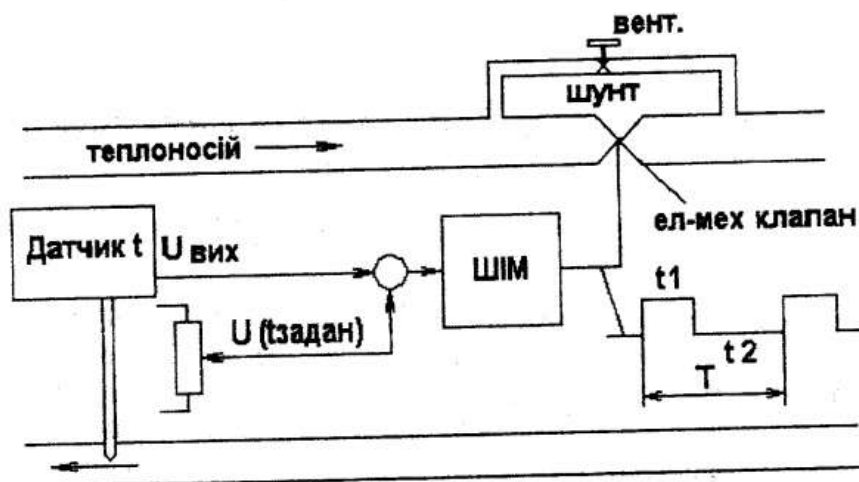 вент.
шунт
теплоносій
ел-мех клапан
Датчик t
U вих
ШІМ
t1
U (tзадан)
t 2
T